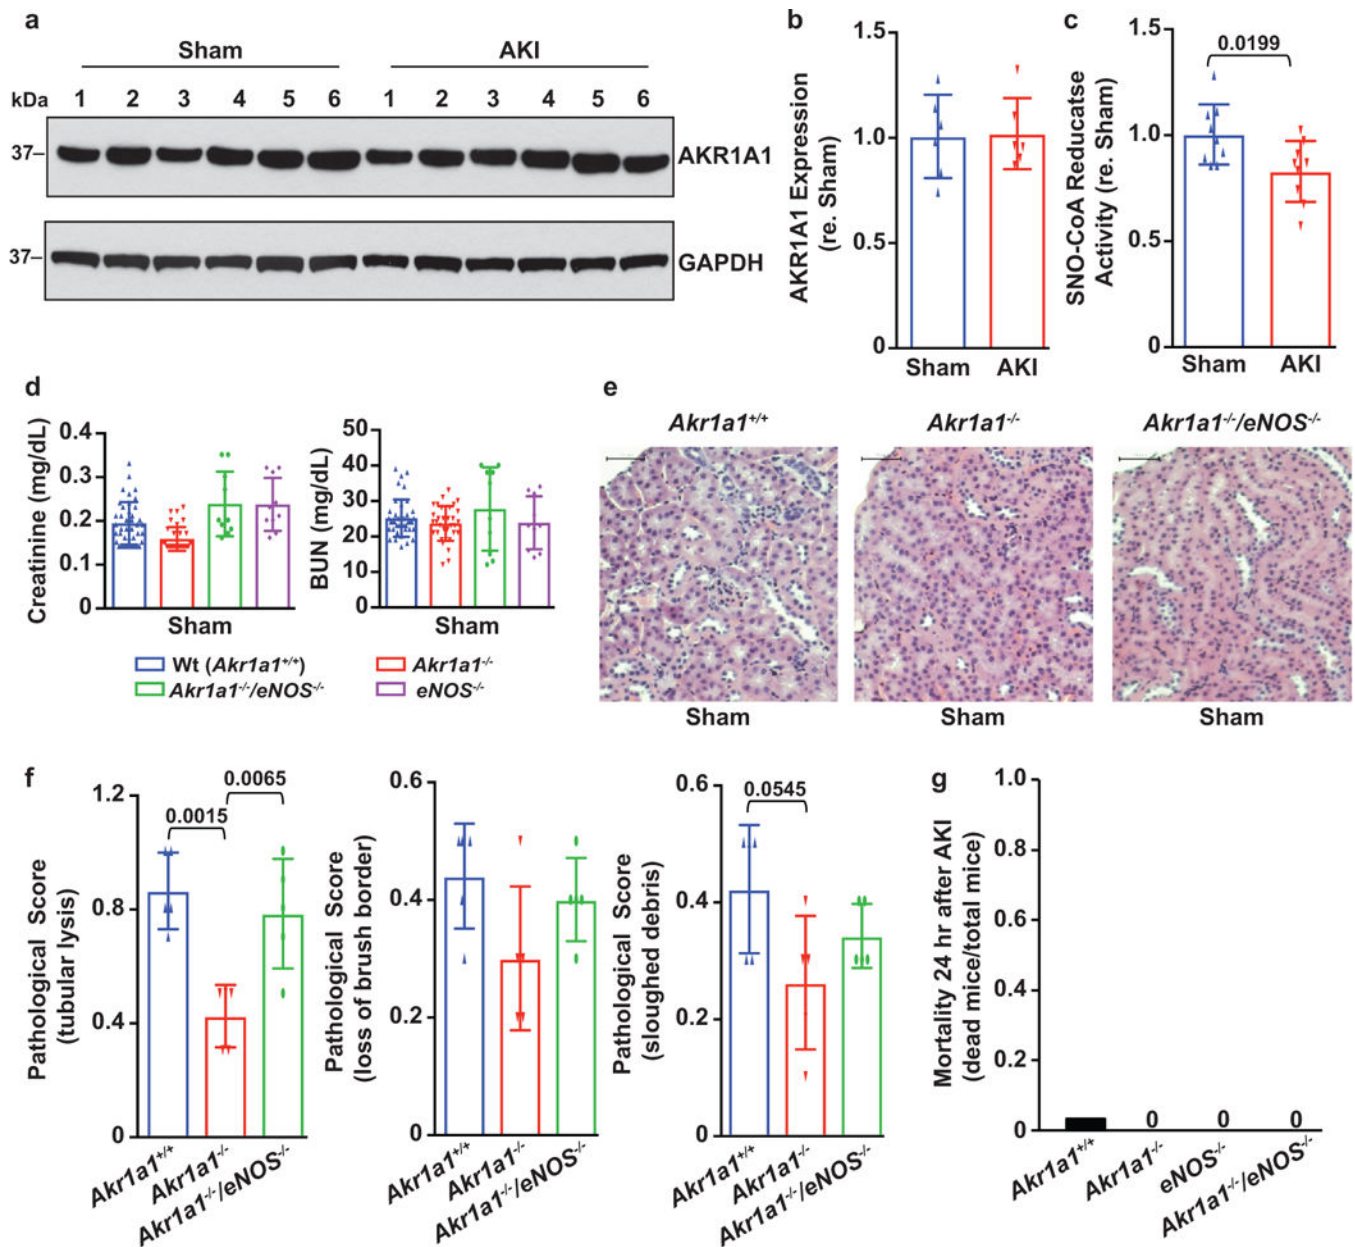 a
Sham AKI
kDa 1 2 3 4 5 6 1 2 3 4 5 6
37 AKR1A1
37 GAPDH
b
AKR1A1 Expression
(re. Sham)
1.5
1.0
0.5
0
Sham AKI
c
SNO-CoA Reducatse
Activity (re. Sham)
1.5
1.0
0.5
0
0.0199
Sham AKI
d
Creatinine (mg/dL)
0.4
0.3
0.2
0.1
0
Sham
BUN (mg/dL)
50
40
30
20
10
0
Sham
Wt (Akr1a1+/+) Akr1a1-/-
Akr1a1-/-/eNOS-/- eNOS-/-
e
Akr1a1+/+ Akr1a1-/- Akr1a1-/-/eNOS-/-
Sham Sham Sham
f
Pathological Score
(tubular lysis)
1.2
0.8
0.4
0
0.0015
0.0065
Akr1a1+/+
Akr1a1-/-
Akr1a1-/-/eNOS-/-
Pathological Score
(loss of brush border)
0.6
0.4
0.2
0
Akr1a1+/+
Akr1a1-/-
Akr1a1-/-/eNOS-/-
Pathological Score
(sloughed debris)
0.6
0.4
0.2
0
0.0545
Akr1a1+/+
Akr1a1-/-
Akr1a1-/-/eNOS-/-
g
Mortality 24 hr after AKI
(dead mice/total mice)
1.0
0.8
0.6
0.4
0.2
0
0 0 0
Akr1a1+/+
Akr1a1-/-
eNOS-/-
Akr1a1-/-/eNOS-/-